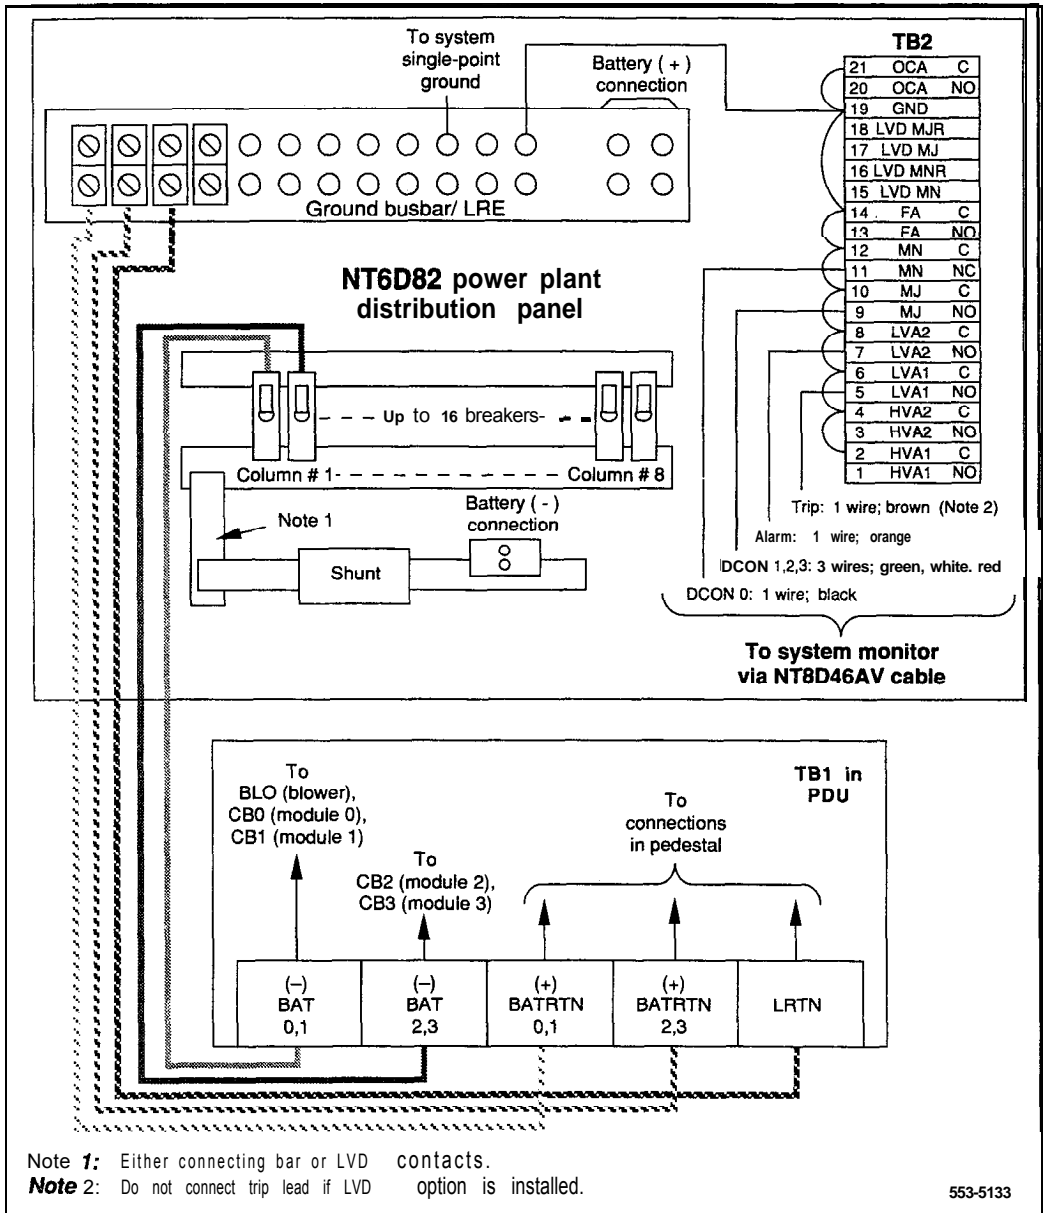 To system
single-point
ground
Battery ( + )
connection
TB2
21 OCA C
20 OCA NO
19 GND
18 LVD MJR
17 LVD MJ
16 LVD MNR
15 LVD MN
14 FA C
13 FA NO
12 MN C
11 MN NC
10 MJ C
9 MJ NO
8 LVA2 C
7 LVA2 NO
6 LVA1 C
5 LVA1 NO
4 HVA2 C
3 HVA2 NO
2 HVA1 C
1 HVA1 NO
Ground busbar/ LRE
NT6D82 power plant
distribution panel
Up to 16 breakers-
Column # 1
Column # 8
Note 1
Battery ( - )
connection
Shunt
Trip: 1 wire; brown (Note 2)
Alarm: 1 wire; orange
DCON 1,2,3: 3 wires; green, white. red
DCON 0: 1 wire; black
To system monitor
via NT8D46AV cable
TB1 in
PDU
To
BLO (blower),
CB0 (module 0),
CB1 (module 1)
To
CB2 (module 2),
CB3 (module 3)
To
connections
in pedestal
(–)
BAT
0,1
(–)
BAT
2,3
(+)
BATRTN
0,1
(+)
BATRTN
2,3
LRTN
Note 1: Either connecting bar or LVD contacts.
Note 2: Do not connect trip lead if LVD option is installed.
553-5133